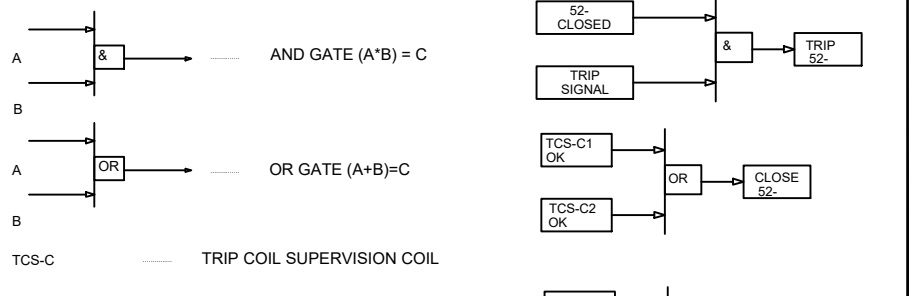 A
&
AND GATE (A*B) = C
B
A
OR
OR GATE (A+B)=C
B
TCS-C
TRIP COIL SUPERVISION COIL
52-
CLOSED
&
TRIP
52-
TRIP
SIGNAL
TCS-C1
OK
OR
CLOSE
52-
TCS-C2
OK